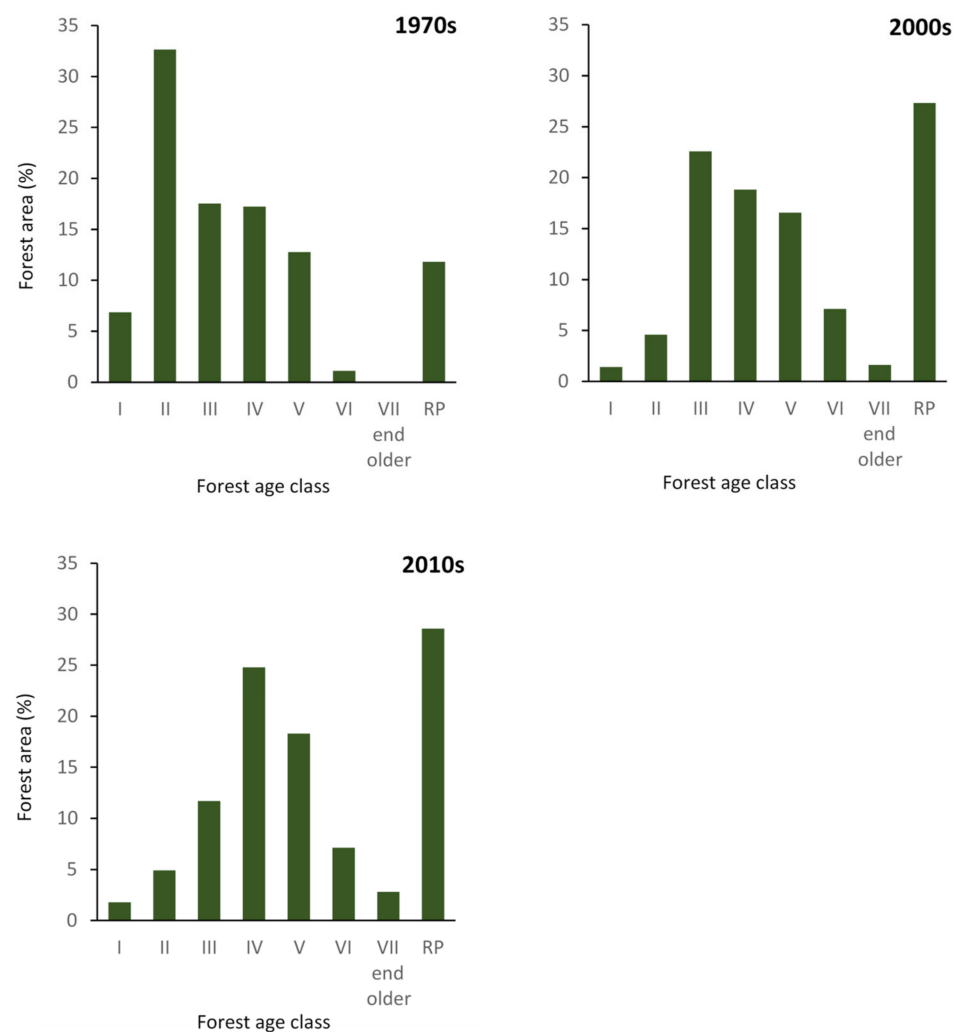 1970s
35
30
25
20
15
10
5
0
Forest area (%)
I II III IV V VI VII RP
end
older
Forest age class
2000s
35
30
25
20
15
10
5
0
Forest area (%)
I II III IV V VI VII RP
end
older
Forest age class
2010s
35
30
25
20
15
10
5
0
Forest area (%)
I II III IV V VI VII RP
end
older
Forest age class